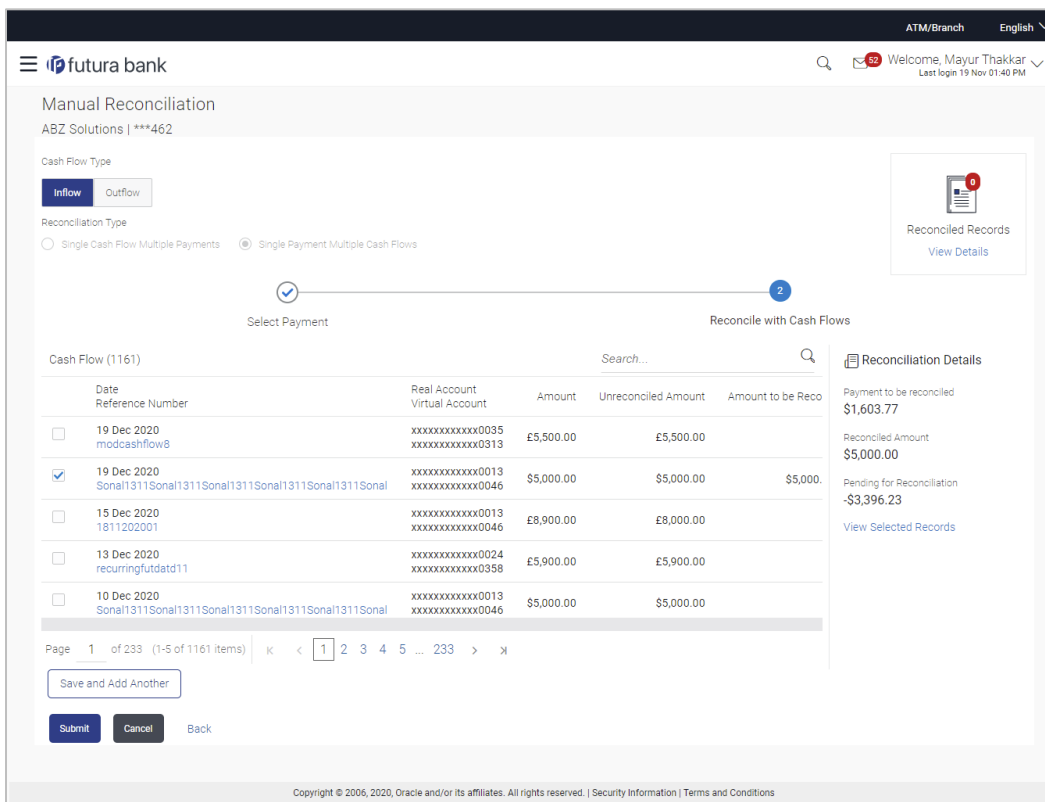 ATM/Branch English
futura bank
52 Welcome, Mayur Thakkar
Last login 19 Nov 01:40 PM
Manual Reconciliation
ABZ Solutions | ***462
Cash Flow Type
Inflow Outflow
Reconciliation Type
Single Cash Flow Multiple Payments Single Payment Multiple Cash Flows
0
Reconciled Records
View Details
2
Select Payment Reconcile with Cash Flows
Cash Flow (1161) Search...
Date Real Account Amount Unreconciled Amount Amount to be Reco
Reference Number Virtual Account
19 Dec 2020 xxxxxxxxxxxx0035 £5,500.00 £5,500.00
modcashflow8 xxxxxxxxxxxx0313
19 Dec 2020 xxxxxxxxxxxx0013 $5,000.00 $5,000.00 $5,000.
Sonal1311Sonal1311Sonal1311Sonal1311Sonal1311Sonal xxxxxxxxxxxx0046
15 Dec 2020 xxxxxxxxxxxx0013 £8,900.00 £8,000.00
1811202001 xxxxxxxxxxxx0046
13 Dec 2020 xxxxxxxxxxxx0024 £5,900.00 £5,900.00
recurringfutdatd11 xxxxxxxxxxxx0358
10 Dec 2020 xxxxxxxxxxxx0013 $5,000.00 $5,000.00
Sonal1311Sonal1311Sonal1311Sonal1311Sonal1311Sonal xxxxxxxxxxxx0046
Reconciliation Details
Payment to be reconciled
$1,603.77
Reconciled Amount
$5,000.00
Pending for Reconciliation
-$3,396.23
View Selected Records
Page 1 of 233 (1-5 of 1161 items) 1 2 3 4 5 ... 233
Save and Add Another
Submit Cancel Back
Copyright © 2006, 2020, Oracle and/or its affiliates. All rights reserved. | Security Information | Terms and Conditions